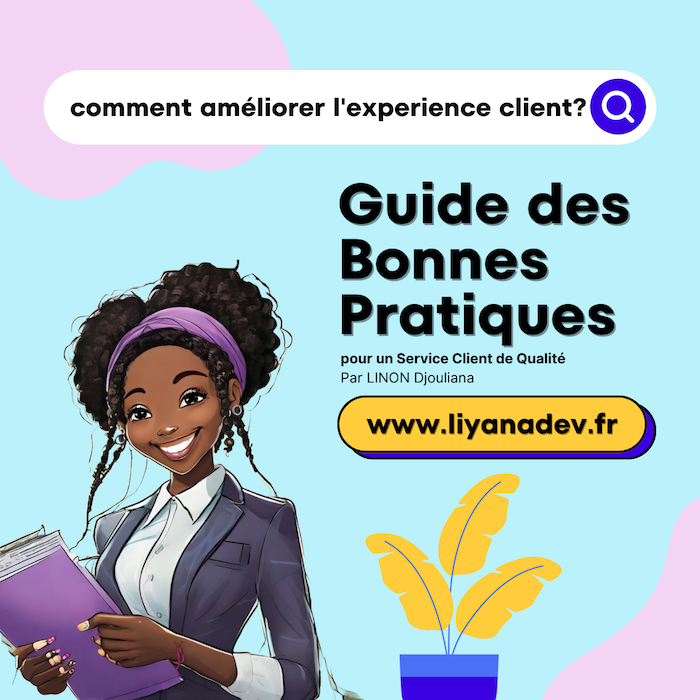 comment améliorer l'experience client?
Guide des
Bonnes
Pratiques
pour un Service Client de Qualité
Par LINON Djouliana
www.liyanadev.fr